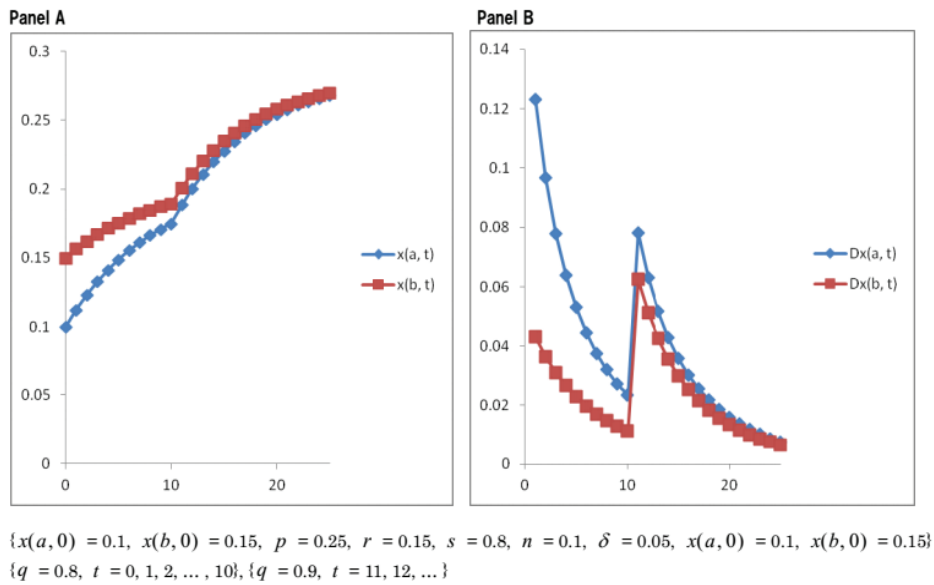 Panel A
Panel B
0.3
0.25
0.2
0.15
0.1
0.05
0
0
10
20
x(a, t)
x(b, t)
0.14
0.12
0.1
0.08
0.06
0.04
0.02
0
0
10
20
Dx(a, t)
Dx(b, t)
{x(a, 0) = 0.1, x(b, 0) = 0.15, p = 0.25, r = 0.15, s = 0.8, n = 0.1, δ = 0.05, x(a, 0) = 0.1, x(b, 0) = 0.15}
{q = 0.8, t = 0, 1, 2, ... , 10}, {q = 0.9, t = 11, 12, ... }